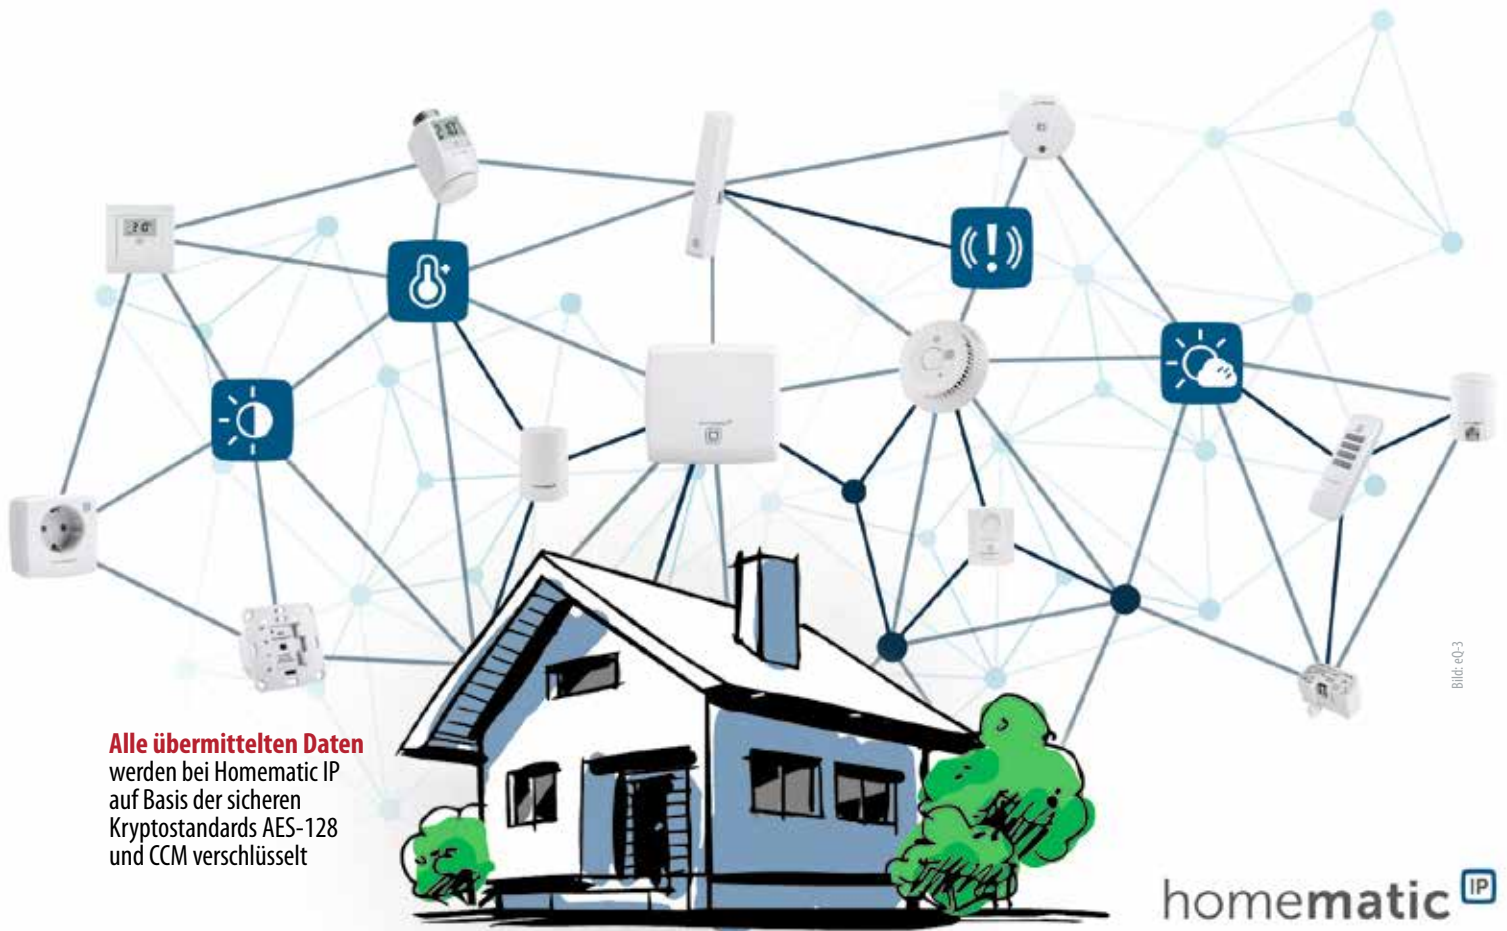 20°
Bild: eQ-3
Alle übermittelten Daten
werden bei Homematic IP
auf Basis der sicheren
Kryptostandards AES-128
und CCM verschlüsselt
homematic IP